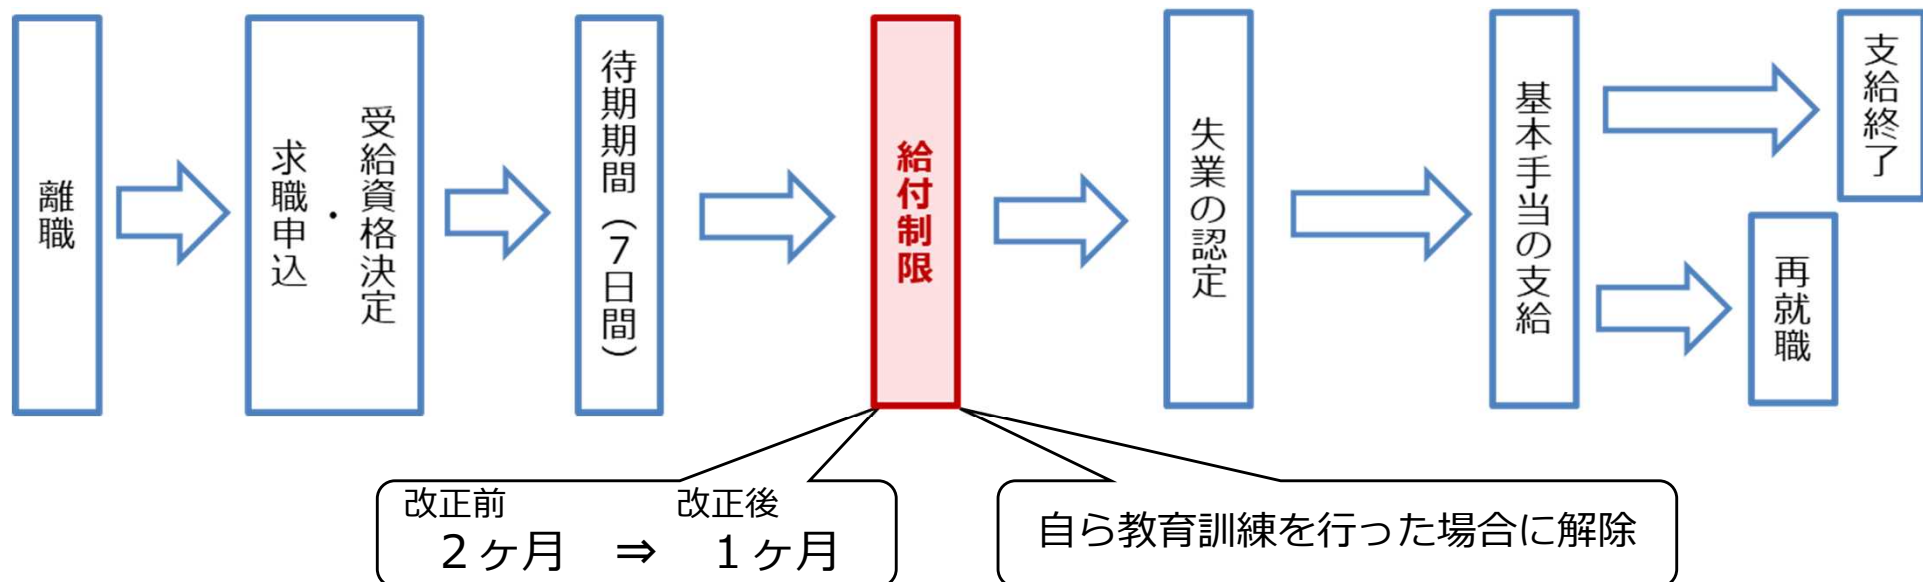 離職
求職申込
・
受給資格決定
待期期間（7日間）
給付制限
失業の認定
基本手当の支給
支給終了
再就職
改正前 改正後
2ヶ月 ⇒ 1ヶ月
自ら教育訓練を行った場合に解除